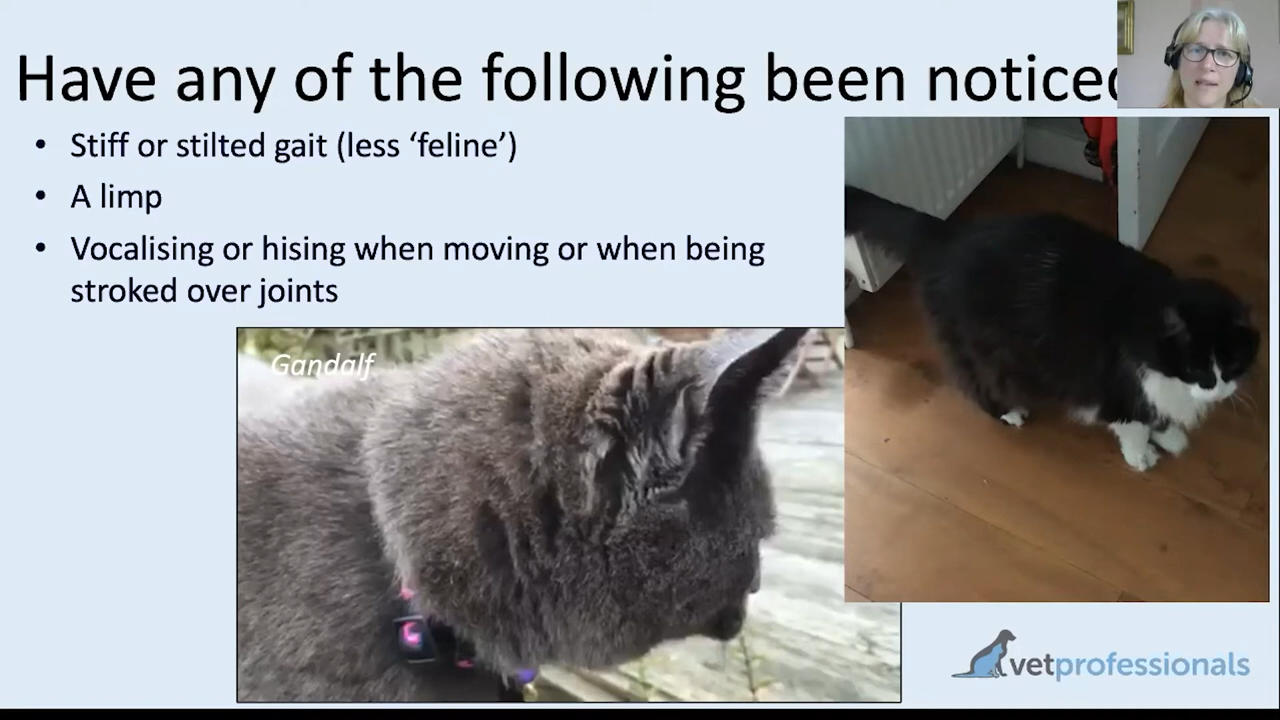 Have any of the following been noticed
• Stiff or stilted gait (less ‘feline’)
• A limp
• Vocalising or hising when moving or when being
stroked over joints
Gandalf
vetprofessionals